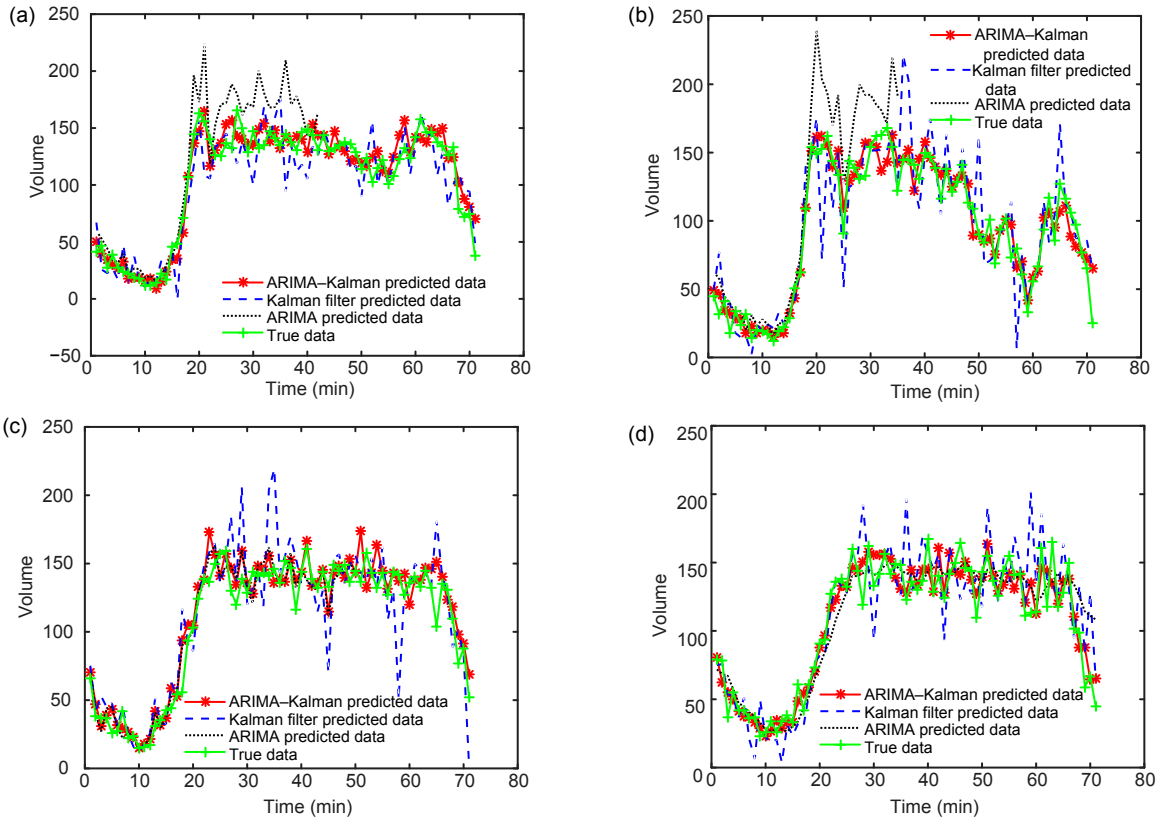 (a)
250
200
150
100
50
0
−50
Volume
0 10 20 30 40 50 60 70 80
Time (min)
ARIMA–Kalman predicted data
Kalman filter predicted data
ARIMA predicted data
True data
(b)
250
200
150
100
50
0
Volume
0 10 20 30 40 50 60 70 80
Time (min)
ARIMA–Kalman
predicted data
Kalman filter predicted
data
ARIMA predicted data
True data
(c)
250
200
150
100
50
0
Volume
0 10 20 30 40 50 60 70 80
Time (min)
ARIMA–Kalman predicted data
Kalman filter predicted data
ARIMA predicted data
True data
(d)
250
200
150
100
50
0
Volume
0 10 20 30 40 50 60 70 80
Time (min)
ARIMA–Kalman predicted data
Kalman filter predicted data
ARIMA predicted data
True data